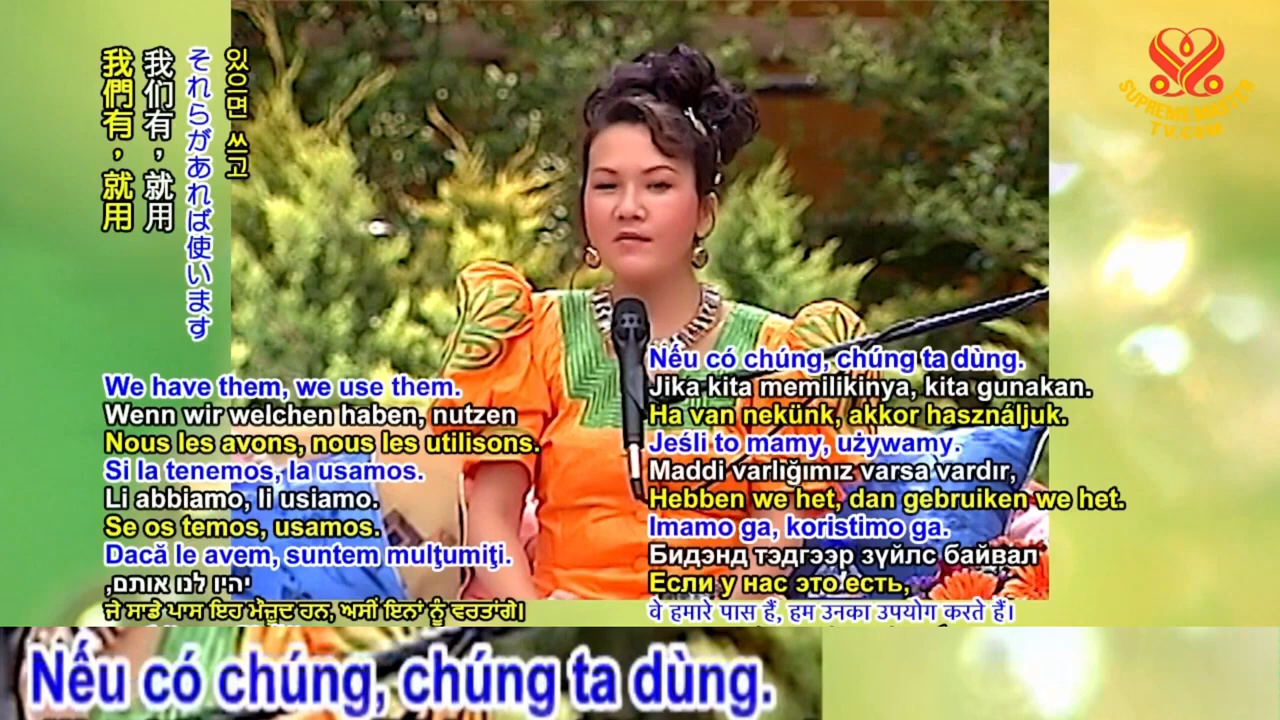 我們有，就用
我们有，就用
それらがあれば使います
있으면 쓰고
SUPREME MASTER
TV.COM
We have them, we use them.
Wenn wir welchen haben, nutzen
Nous les avons, nous les utilisons.
Si la tenemos, la usamos.
Li abbiamo, li usiamo.
Se os temos, usamos.
Dacă le avem, suntem mulţumiţi.
יהיו לנו אותם,
ਜੇ ਸਾਡੇ ਪਾਸ ਇਹ ਮੌਜੂਦ ਹਨ, ਅਸੀਂ ਇਨਾਂ ਨੂੰ ਵਰਤਾਂਗੇ।
Nếu có chúng, chúng ta dùng.
Jika kita memilikinya, kita gunakan.
Ha van nekünk, akkor használjuk.
Jeśli to mamy, używamy.
Maddi varlığımız varsa vardır,
Hebben we het, dan gebruiken we het.
Imamo ga, koristimo ga.
Бидэнд тэдгээр зүйлс байвал
Если у нас это есть,
वे हमारे पास हैं, हम उनका उपयोग करते हैं।
Nếu có chúng, chúng ta dùng.